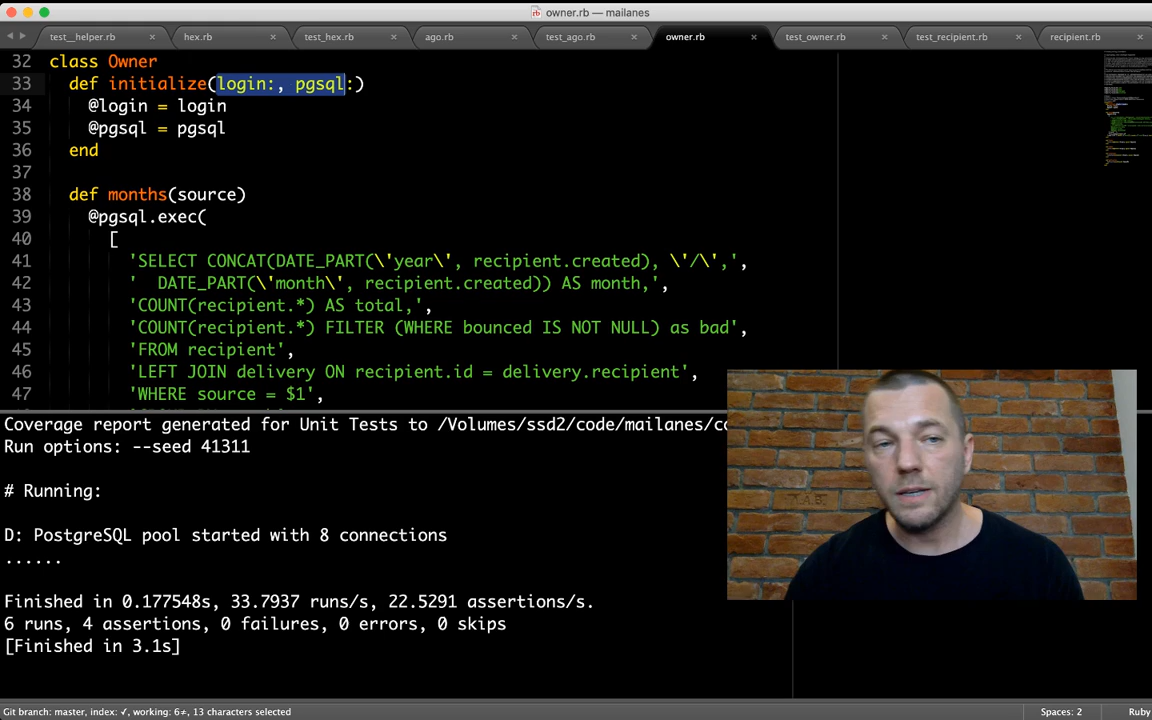 owner.rb — mailanes
test__helper.rb × hex.rb × test_hex.rb × ago.rb × test_ago.rb × owner.rb × test_owner.rb × test_recipient.rb × recipient.rb ×
32 class Owner
33 def initialize(login:, pgsql:)
34 @login = login
35 @pgsql = pgsql
36 end
37
38 def months(source)
39 @pgsql.exec(
40 [
41 'SELECT CONCAT(DATE_PART(\'year\', recipient.created), \'/\',',
42 ' DATE_PART(\'month\', recipient.created)) AS month,',
43 'COUNT(recipient.*) AS total,',
44 'COUNT(recipient.*) FILTER (WHERE bounced IS NOT NULL) as bad',
45 'FROM recipient',
46 'LEFT JOIN delivery ON recipient.id = delivery.recipient',
47 'WHERE source = $1',
Coverage report generated for Unit Tests to /Volumes/ssd2/code/mailanes/co
Run options: --seed 41311
# Running:
D: PostgreSQL pool started with 8 connections
......
Finished in 0.177548s, 33.7937 runs/s, 22.5291 assertions/s.
6 runs, 4 assertions, 0 failures, 0 errors, 0 skips
[Finished in 3.1s]
Git branch: master, index: ✓, working: 6≠, 13 characters selected Spaces: 2 Ruby